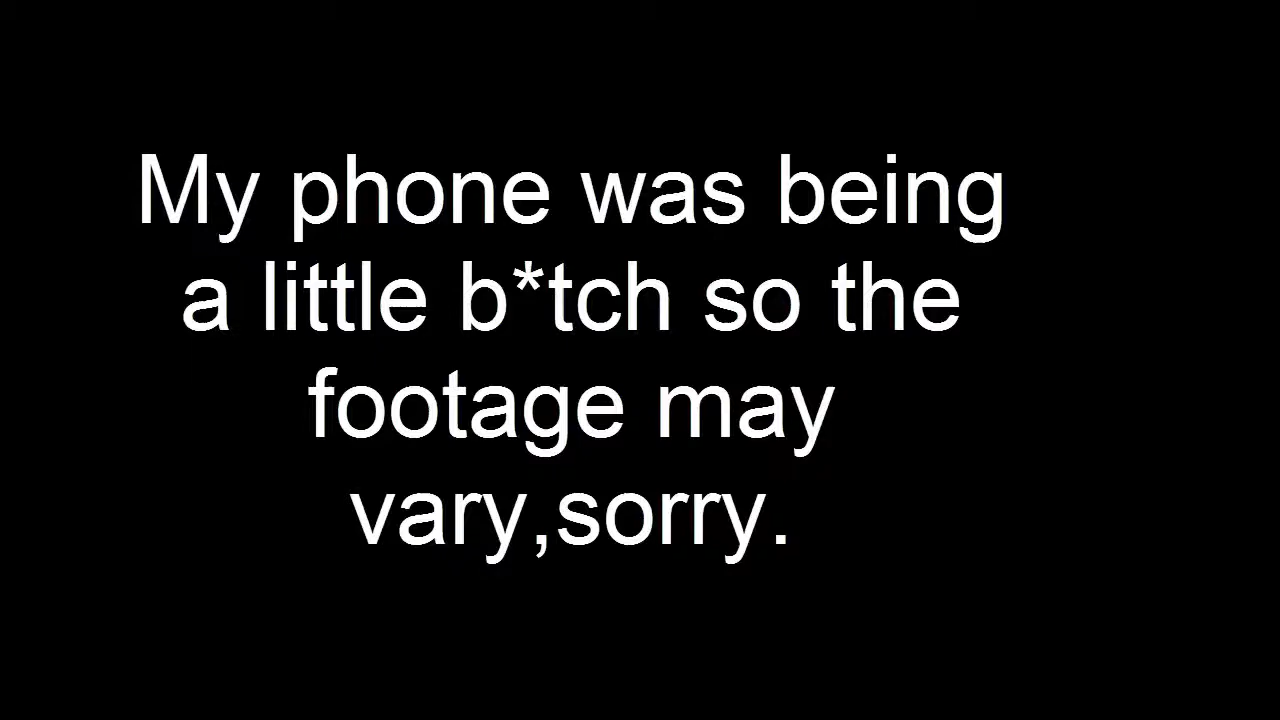 My phone was being
a little b*tch so the
footage may
vary,sorry.